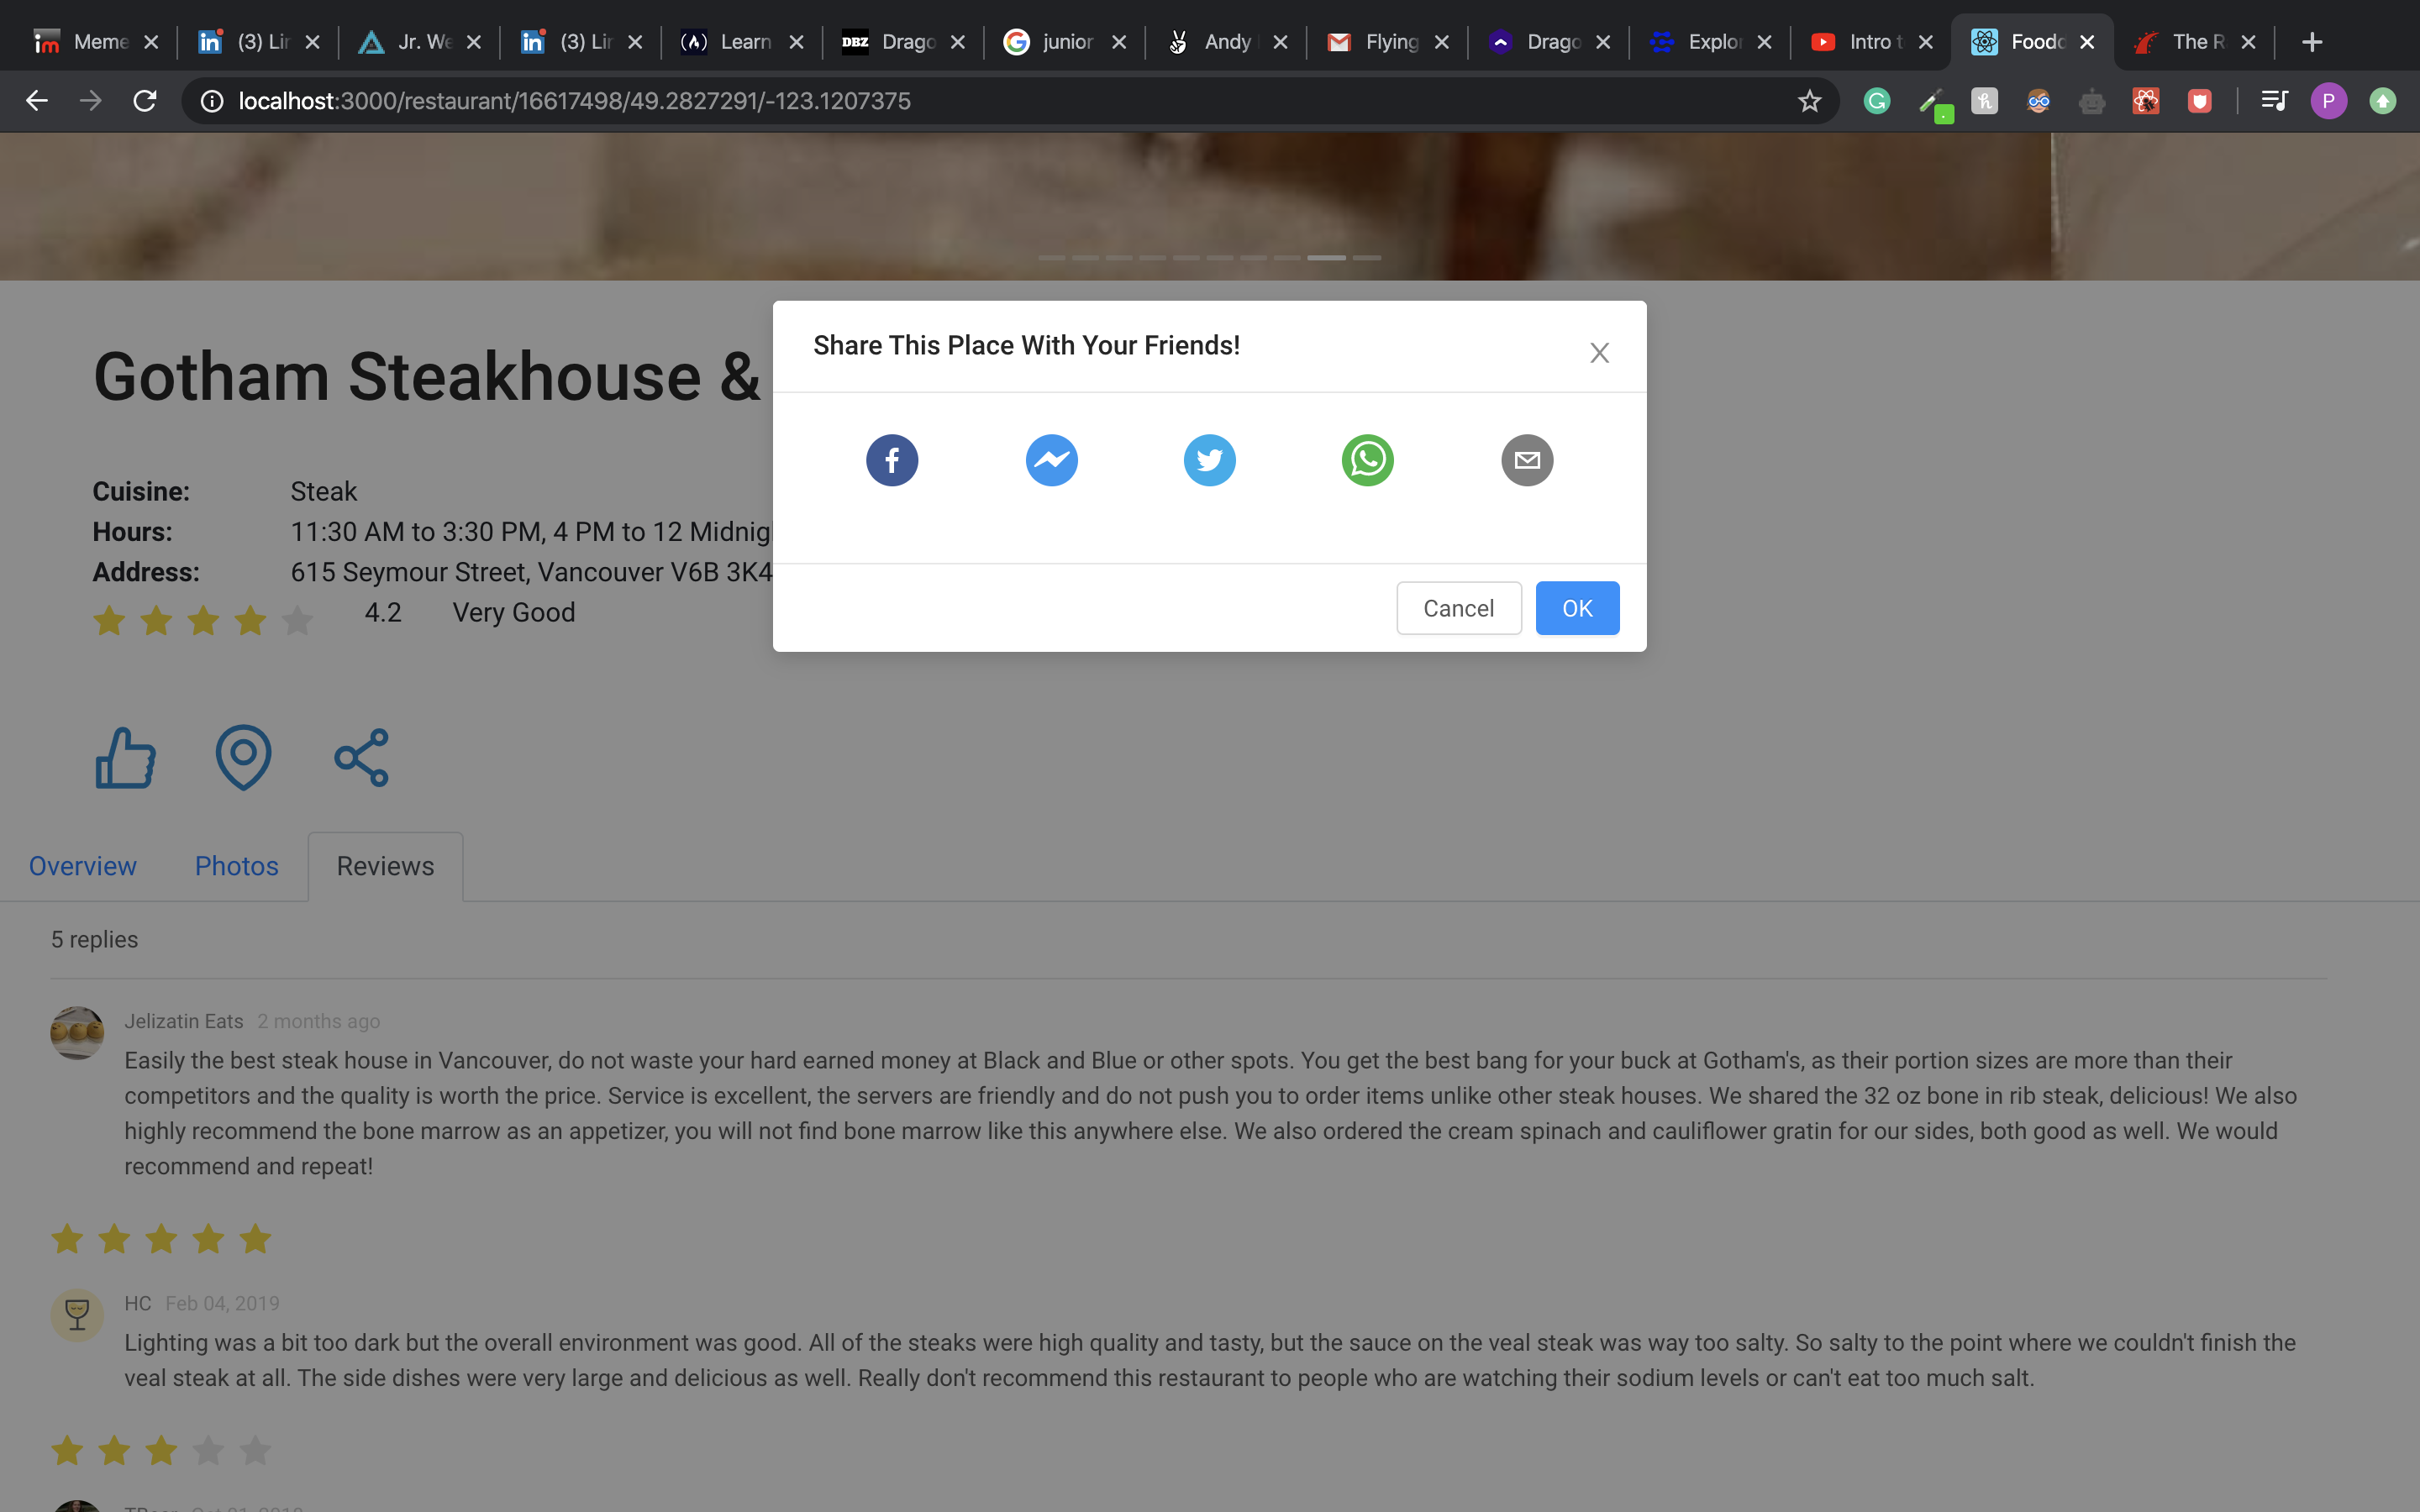 Meme
(3) Lin
Jr. We
(3) Lin
Learn
DBZ Drago
junior
Andy
Flying
Drago
Explor
Intro t
Foodd
The R
localhost:3000/restaurant/16617498/49.2827291/-123.1207375
P
Share This Place With Your Friends!
X
Gotham Steakhouse &
Cuisine: Steak
Hours: 11:30 AM to 3:30 PM, 4 PM to 12 Midnigh
Address: 615 Seymour Street, Vancouver V6B 3K4
4.2 Very Good
Cancel OK
Overview Photos Reviews
5 replies
Jelizatin Eats 2 months ago
Easily the best steak house in Vancouver, do not waste your hard earned money at Black and Blue or other spots. You get the best bang for your buck at Gotham's, as their portion sizes are more than their
competitors and the quality is worth the price. Service is excellent, the servers are friendly and do not push you to order items unlike other steak houses. We shared the 32 oz bone in rib steak, delicious! We also
highly recommend the bone marrow as an appetizer, you will not find bone marrow like this anywhere else. We also ordered the cream spinach and cauliflower gratin for our sides, both good as well. We would
recommend and repeat!
HC Feb 04, 2019
Lighting was a bit too dark but the overall environment was good. All of the steaks were high quality and tasty, but the sauce on the veal steak was way too salty. So salty to the point where we couldn't finish the
veal steak at all. The side dishes were very large and delicious as well. Really don't recommend this restaurant to people who are watching their sodium levels or can't eat too much salt.